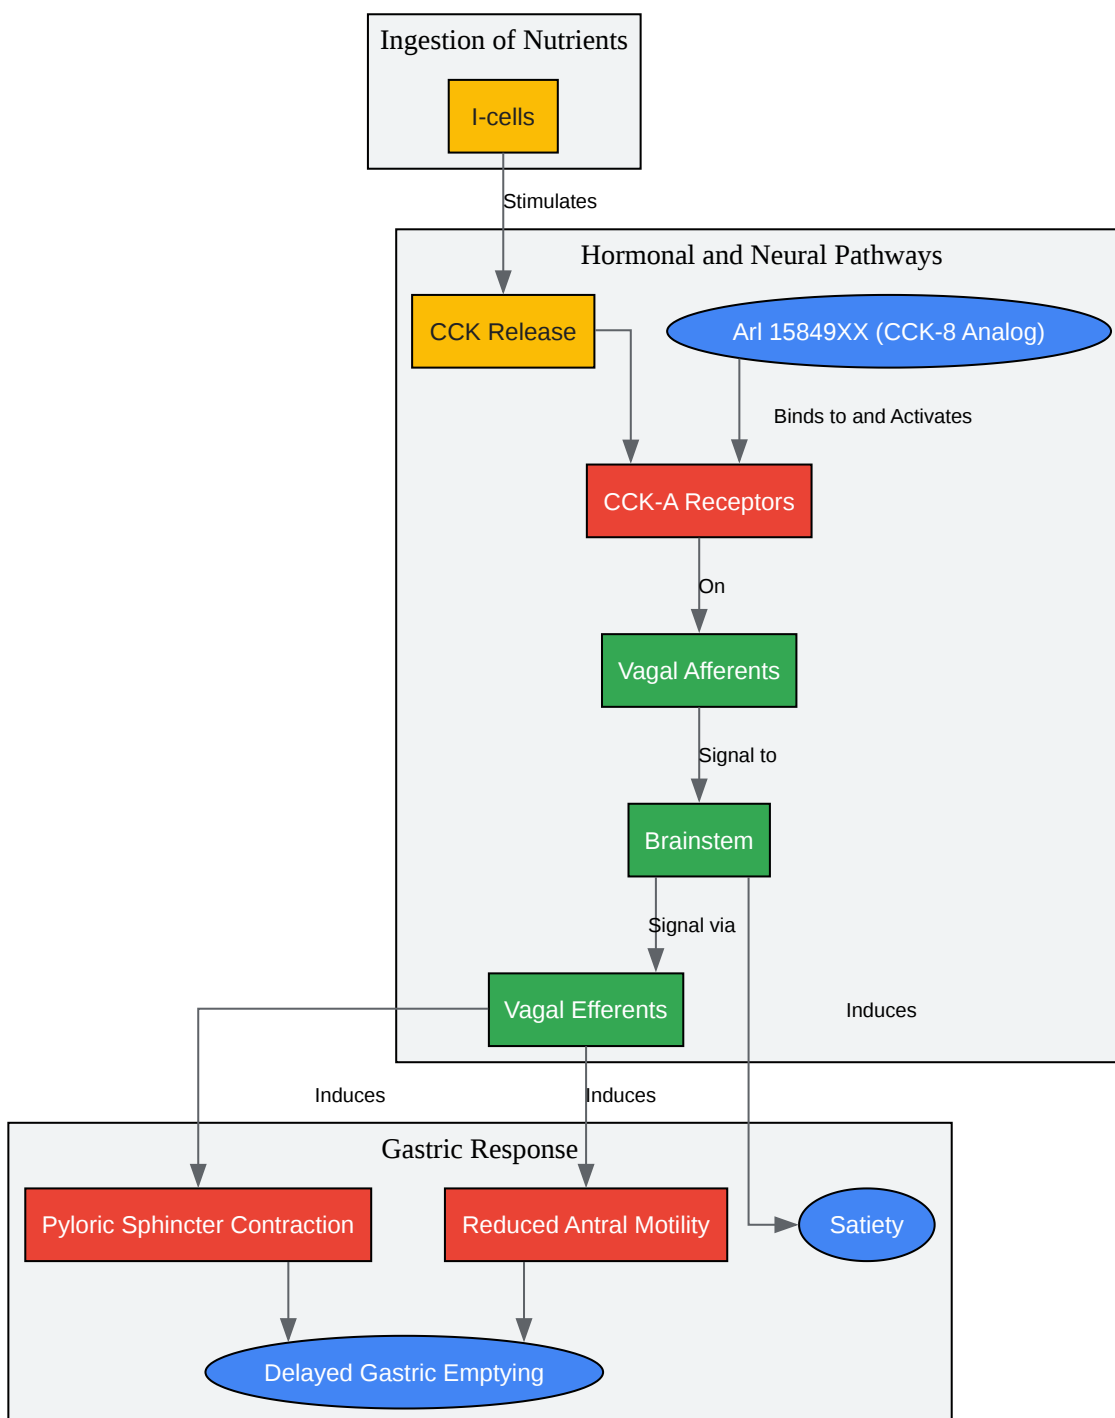 Ingestion of Nutrients
I-cells
Stimulates
Hormonal and Neural Pathways
CCK Release
Arl 15849XX (CCK-8 Analog)
Binds to and Activates
CCK-A Receptors
On
Vagal Afferents
Signal to
Brainstem
Signal via
Vagal Efferents
Induces
Induces
Induces
Gastric Response
Pyloric Sphincter Contraction
Reduced Antral Motility
Satiety
Delayed Gastric Emptying